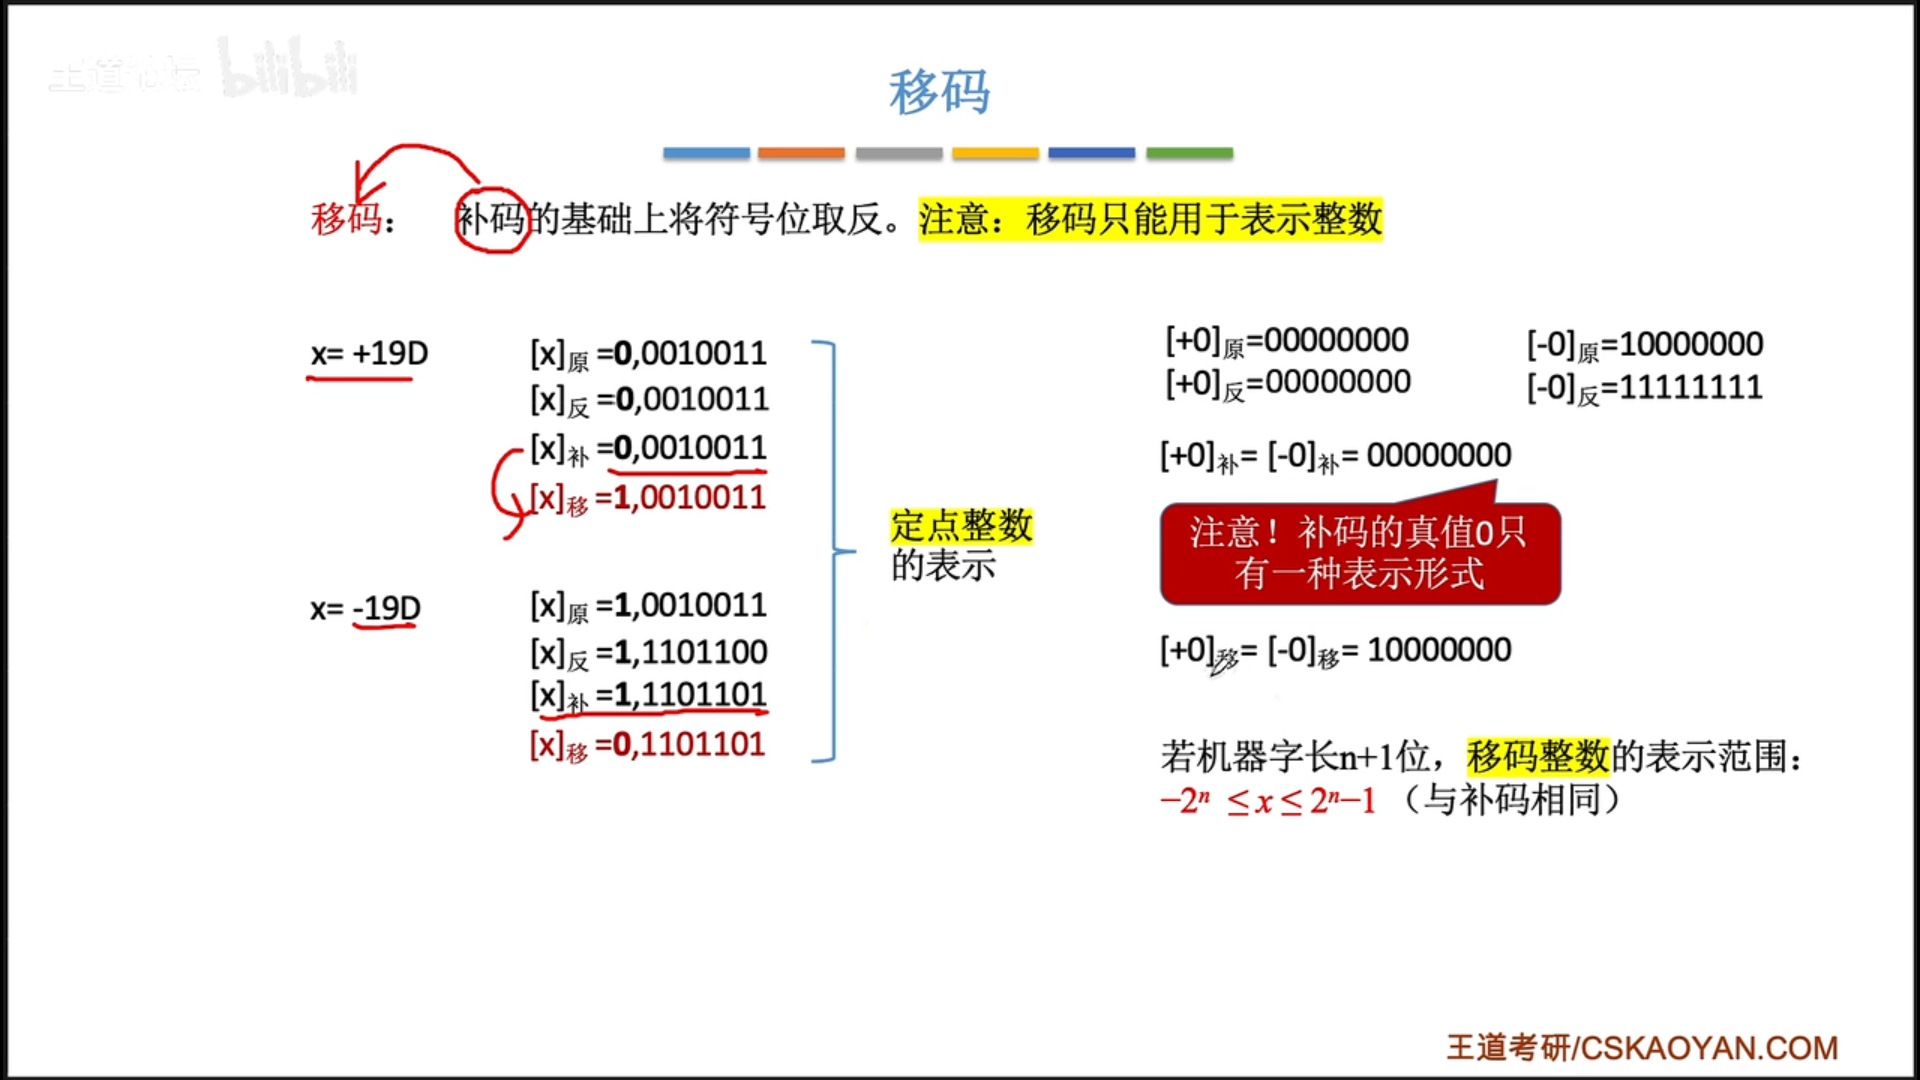 王道论坛 bilibili
移码
移码： 补码的基础上将符号位取反。注意：移码只能用于表示整数
x= +19D
[x]原 =0,0010011
[x]反 =0,0010011
[x]补 =0,0010011
[x]移 =1,0010011
x= -19D
[x]原 =1,0010011
[x]反 =1,1101100
[x]补 =1,1101101
[x]移 =0,1101101
定点整数
的表示
[+0]原=00000000 [-0]原=10000000
[+0]反=00000000 [-0]反=11111111
[+0]补= [-0]补= 00000000
注意！补码的真值0只
有一种表示形式
[+0]移= [-0]移= 10000000
若机器字长n+1位，移码整数的表示范围：
−2ⁿ ≤ x ≤ 2ⁿ−1 （与补码相同）
王道考研/CSKAOYAN.COM